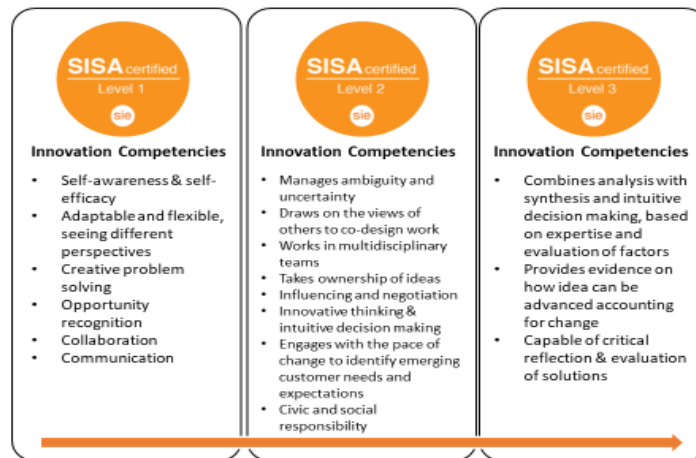 SISA certified
Level 1
sie
Innovation Competencies
• Self-awareness & self-
efficacy
• Adaptable and flexible,
seeing different
perspectives
• Creative problem
solving
• Opportunity
recognition
• Collaboration
• Communication
SISA certified
Level 2
sie
Innovation Competencies
• Manages ambiguity and
uncertainty
• Draws on the views of
others to co-design work
• Works in multidisciplinary
teams
• Takes ownership of ideas
• Influencing and negotiation
• Innovative thinking &
intuitive decision making
• Engages with the pace of
change to identify emerging
customer needs and
expectations
• Civic and social
responsibility
SISA certified
Level 3
sie
Innovation Competencies
• Combines analysis with
synthesis and intuitive
decision making, based
on expertise and
evaluation of factors
• Provides evidence on
how idea can be
advanced accounting
for change
• Capable of critical
reflection & evaluation
of solutions